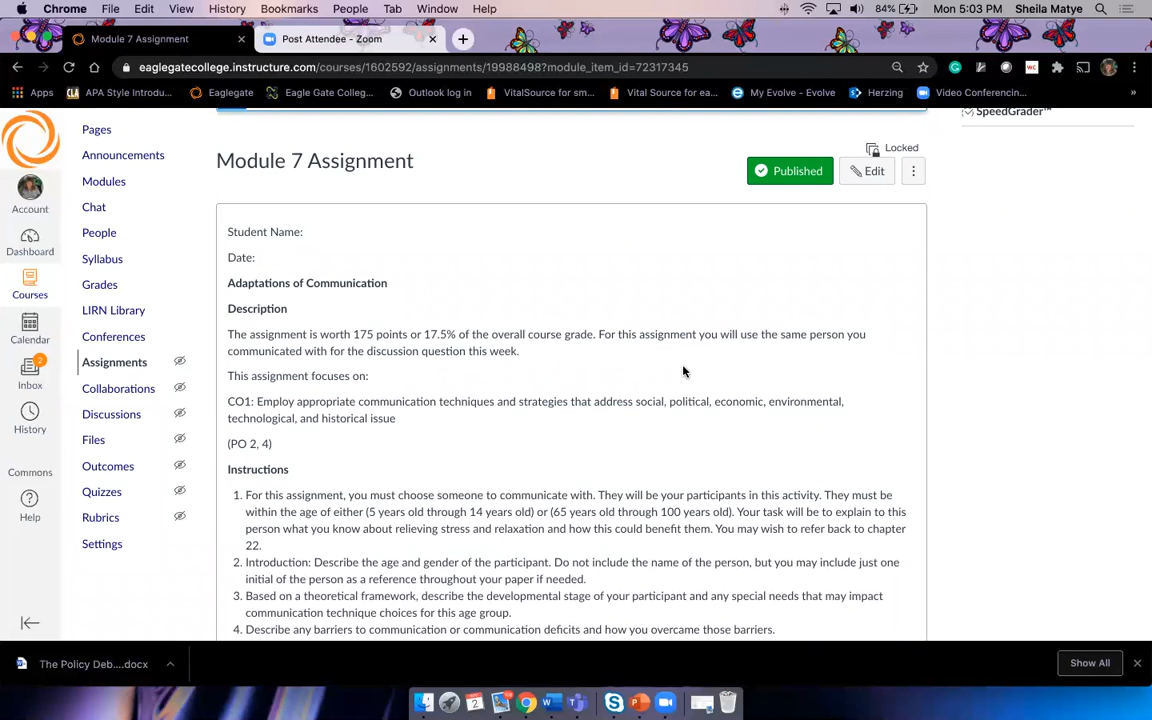 Chrome File Edit View History Bookmarks People Tab Window Help 84% Mon 5:03 PM Sheila Matye
Module 7 Assignment × Post Attendee - Zoom × +
eaglegatecollege.instructure.com/courses/1602592/assignments/19988498?module_item_id=72317345
Apps APA Style Introdu... Eaglegate Eagle Gate Colleg... Outlook log in VitalSource for sm... Vital Source for ea... My Evolve - Evolve Herzing Video Conferencin... »
SpeedGrader™
Pages
Announcements
Modules
Chat
People
Syllabus
Grades
LIRN Library
Conferences
Assignments
Collaborations
Discussions
Files
Outcomes
Quizzes
Rubrics
Settings
Account
Dashboard
Courses
Calendar
2
Inbox
History
Commons
Help
Module 7 Assignment
Locked
Published Edit
Student Name:
Date:
Adaptations of Communication
Description
The assignment is worth 175 points or 17.5% of the overall course grade. For this assignment you will use the same person you
communicated with for the discussion question this week.
This assignment focuses on:
CO1: Employ appropriate communication techniques and strategies that address social, political, economic, environmental,
technological, and historical issue
(PO 2, 4)
Instructions
1. For this assignment, you must choose someone to communicate with. They will be your participants in this activity. They must be
within the age of either (5 years old through 14 years old) or (65 years old through 100 years old). Your task will be to explain to this
person what you know about relieving stress and relaxation and how this could benefit them. You may wish to refer back to chapter
22.
2. Introduction: Describe the age and gender of the participant. Do not include the name of the person, but you may include just one
initial of the person as a reference throughout your paper if needed.
3. Based on a theoretical framework, describe the developmental stage of your participant and any special needs that may impact
communication technique choices for this age group.
4. Describe any barriers to communication or communication deficits and how you overcame those barriers.
The Policy Deb....docx
Show All